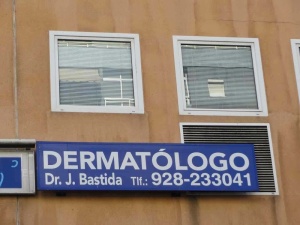 DERMATÓLOGO
Dr. J. Bastida Tlf.: 928-233041